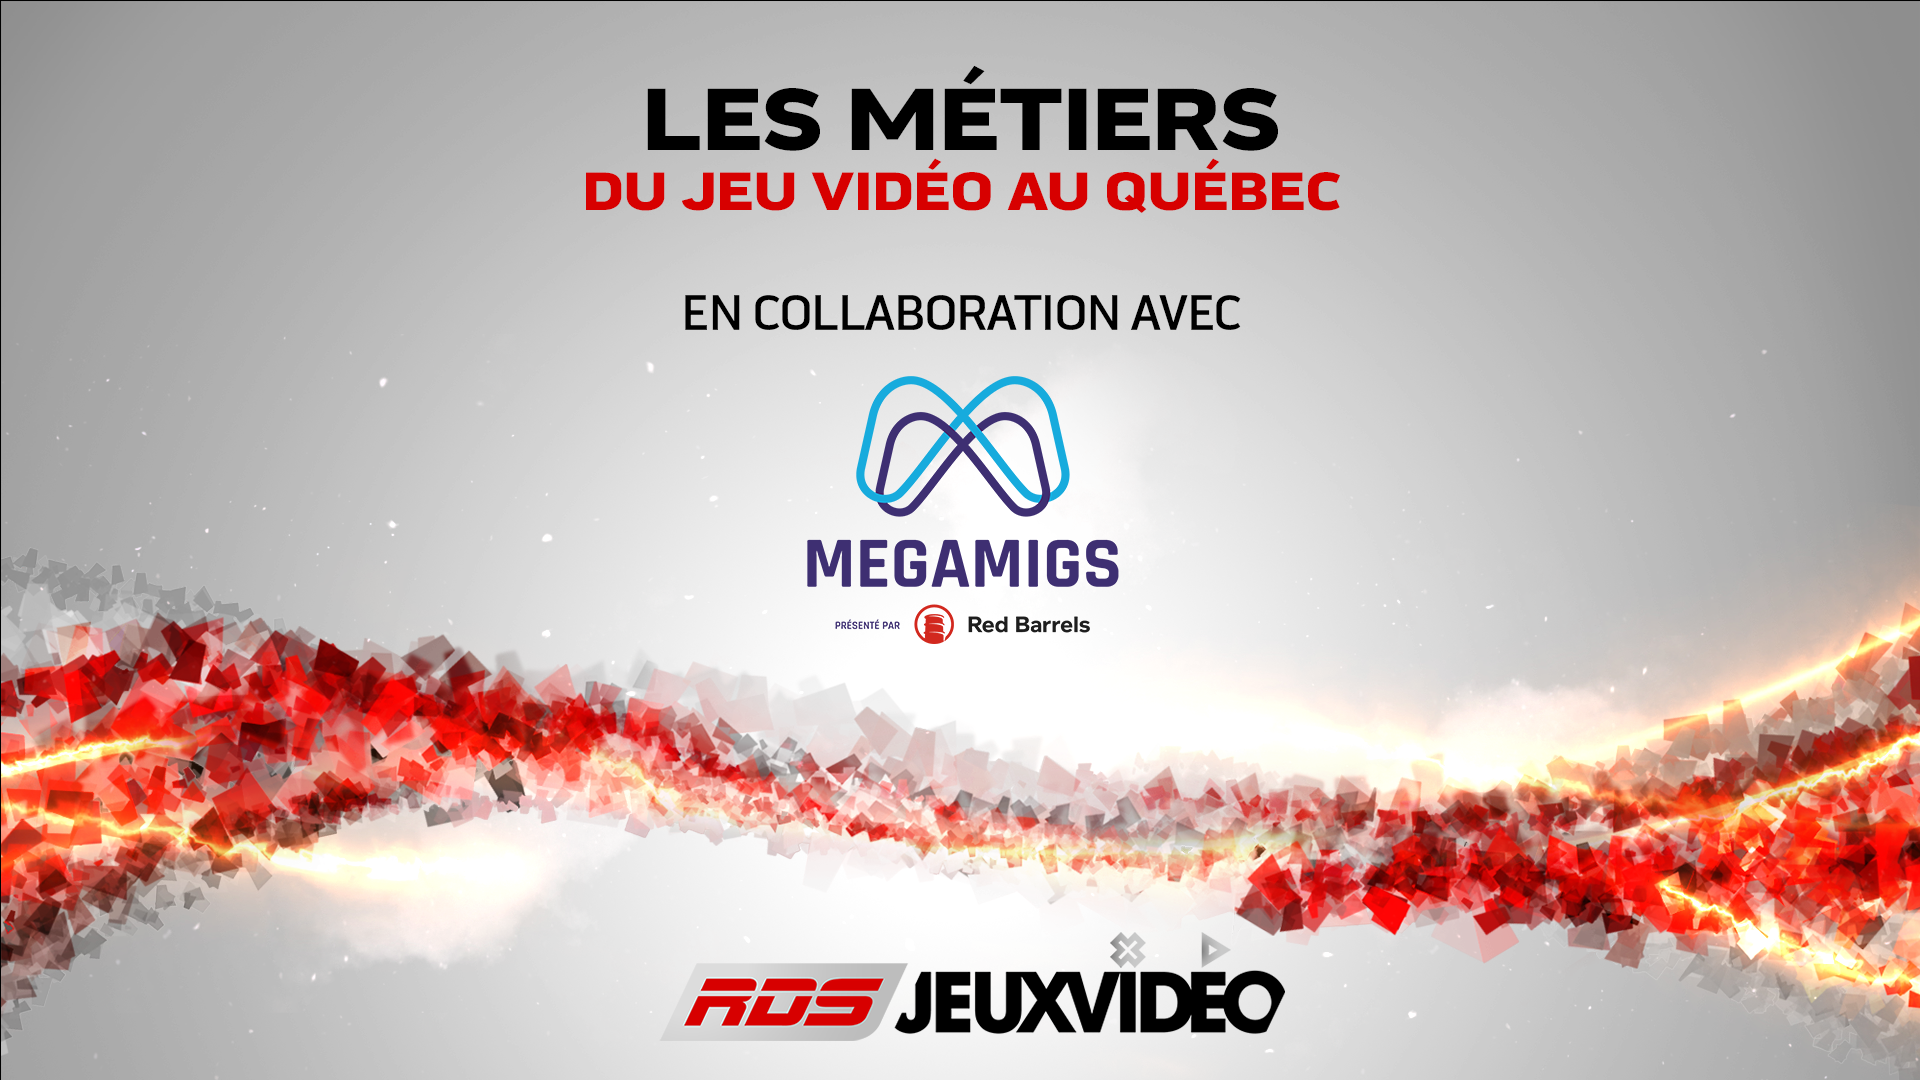 LES MÉTIERS
DU JEU VIDÉO AU QUÉBEC
EN COLLABORATION AVEC
MEGAMIGS
PRÉSENTÉ PAR Red Barrels
RDS JEUXVIDEO